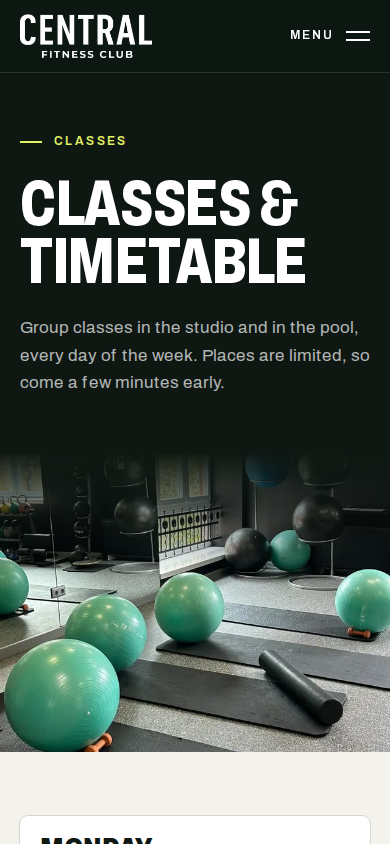 CENTRAL
FITNESS CLUB
MENU
CLASSES
CLASSES &
TIMETABLE
Group classes in the studio and in the pool,
every day of the week. Places are limited, so
come a few minutes early.
MONDAY